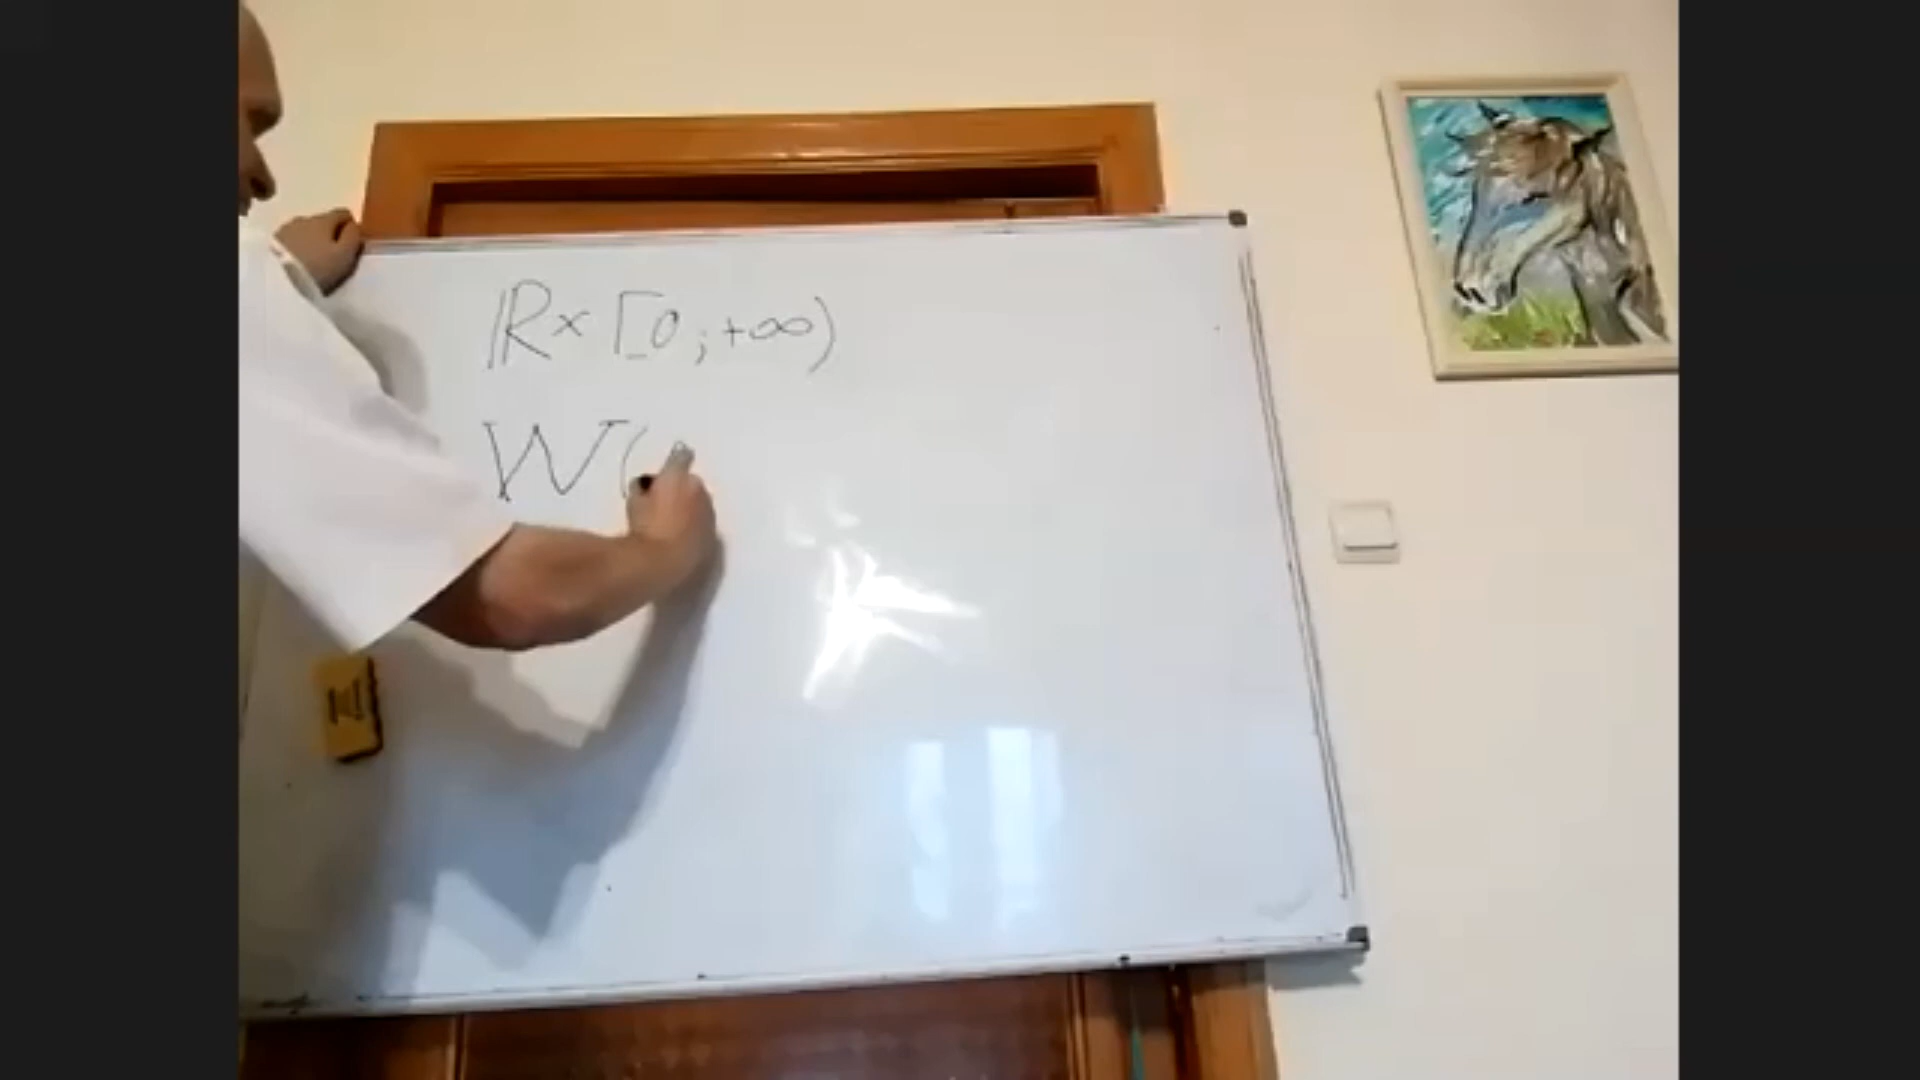 ℝ × [0 ; +∞)
W(